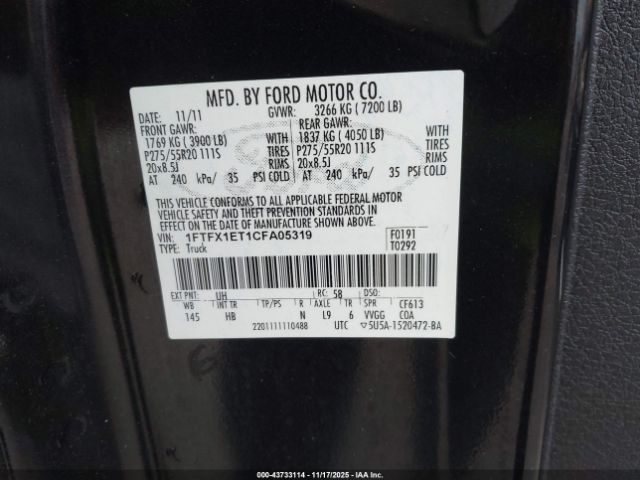 MFD. BY FORD MOTOR CO.
DATE: 11/11 GVWR: 3266 KG ( 7200 LB)
FRONT GAWR: REAR GAWR:
1769 KG ( 3900 LB) WITH 1837 KG ( 4050 LB) WITH
P275/55R20 111S TIRES P275/55R20 111S TIRES
20x8.5J RIMS 20x8.5J RIMS
AT 240 kPa/ 35 PSI COLD AT 240 kPa/ 35 PSI COLD
THIS VEHICLE CONFORMS TO ALL APPLICABLE FEDERAL MOTOR
VEHICLE SAFETY AND THEFT PREVENTION STANDARDS IN
EFFECT ON THE DATE OF MANUFACTURE SHOWN ABOVE.
VIN: 1FTFX1ET1CFA05319 F0191
TYPE: Truck T0292
EXT PNT: UH RC: 58 DSO:
WB INT TR TP/PS R AXLE TR SPR CF613
145 HB N L9 6 VVGG COA
2201111110488 UTC ▽5U5A-1520472-BA
#: 000-43733114 - 11/17/2025 - IAAI.com